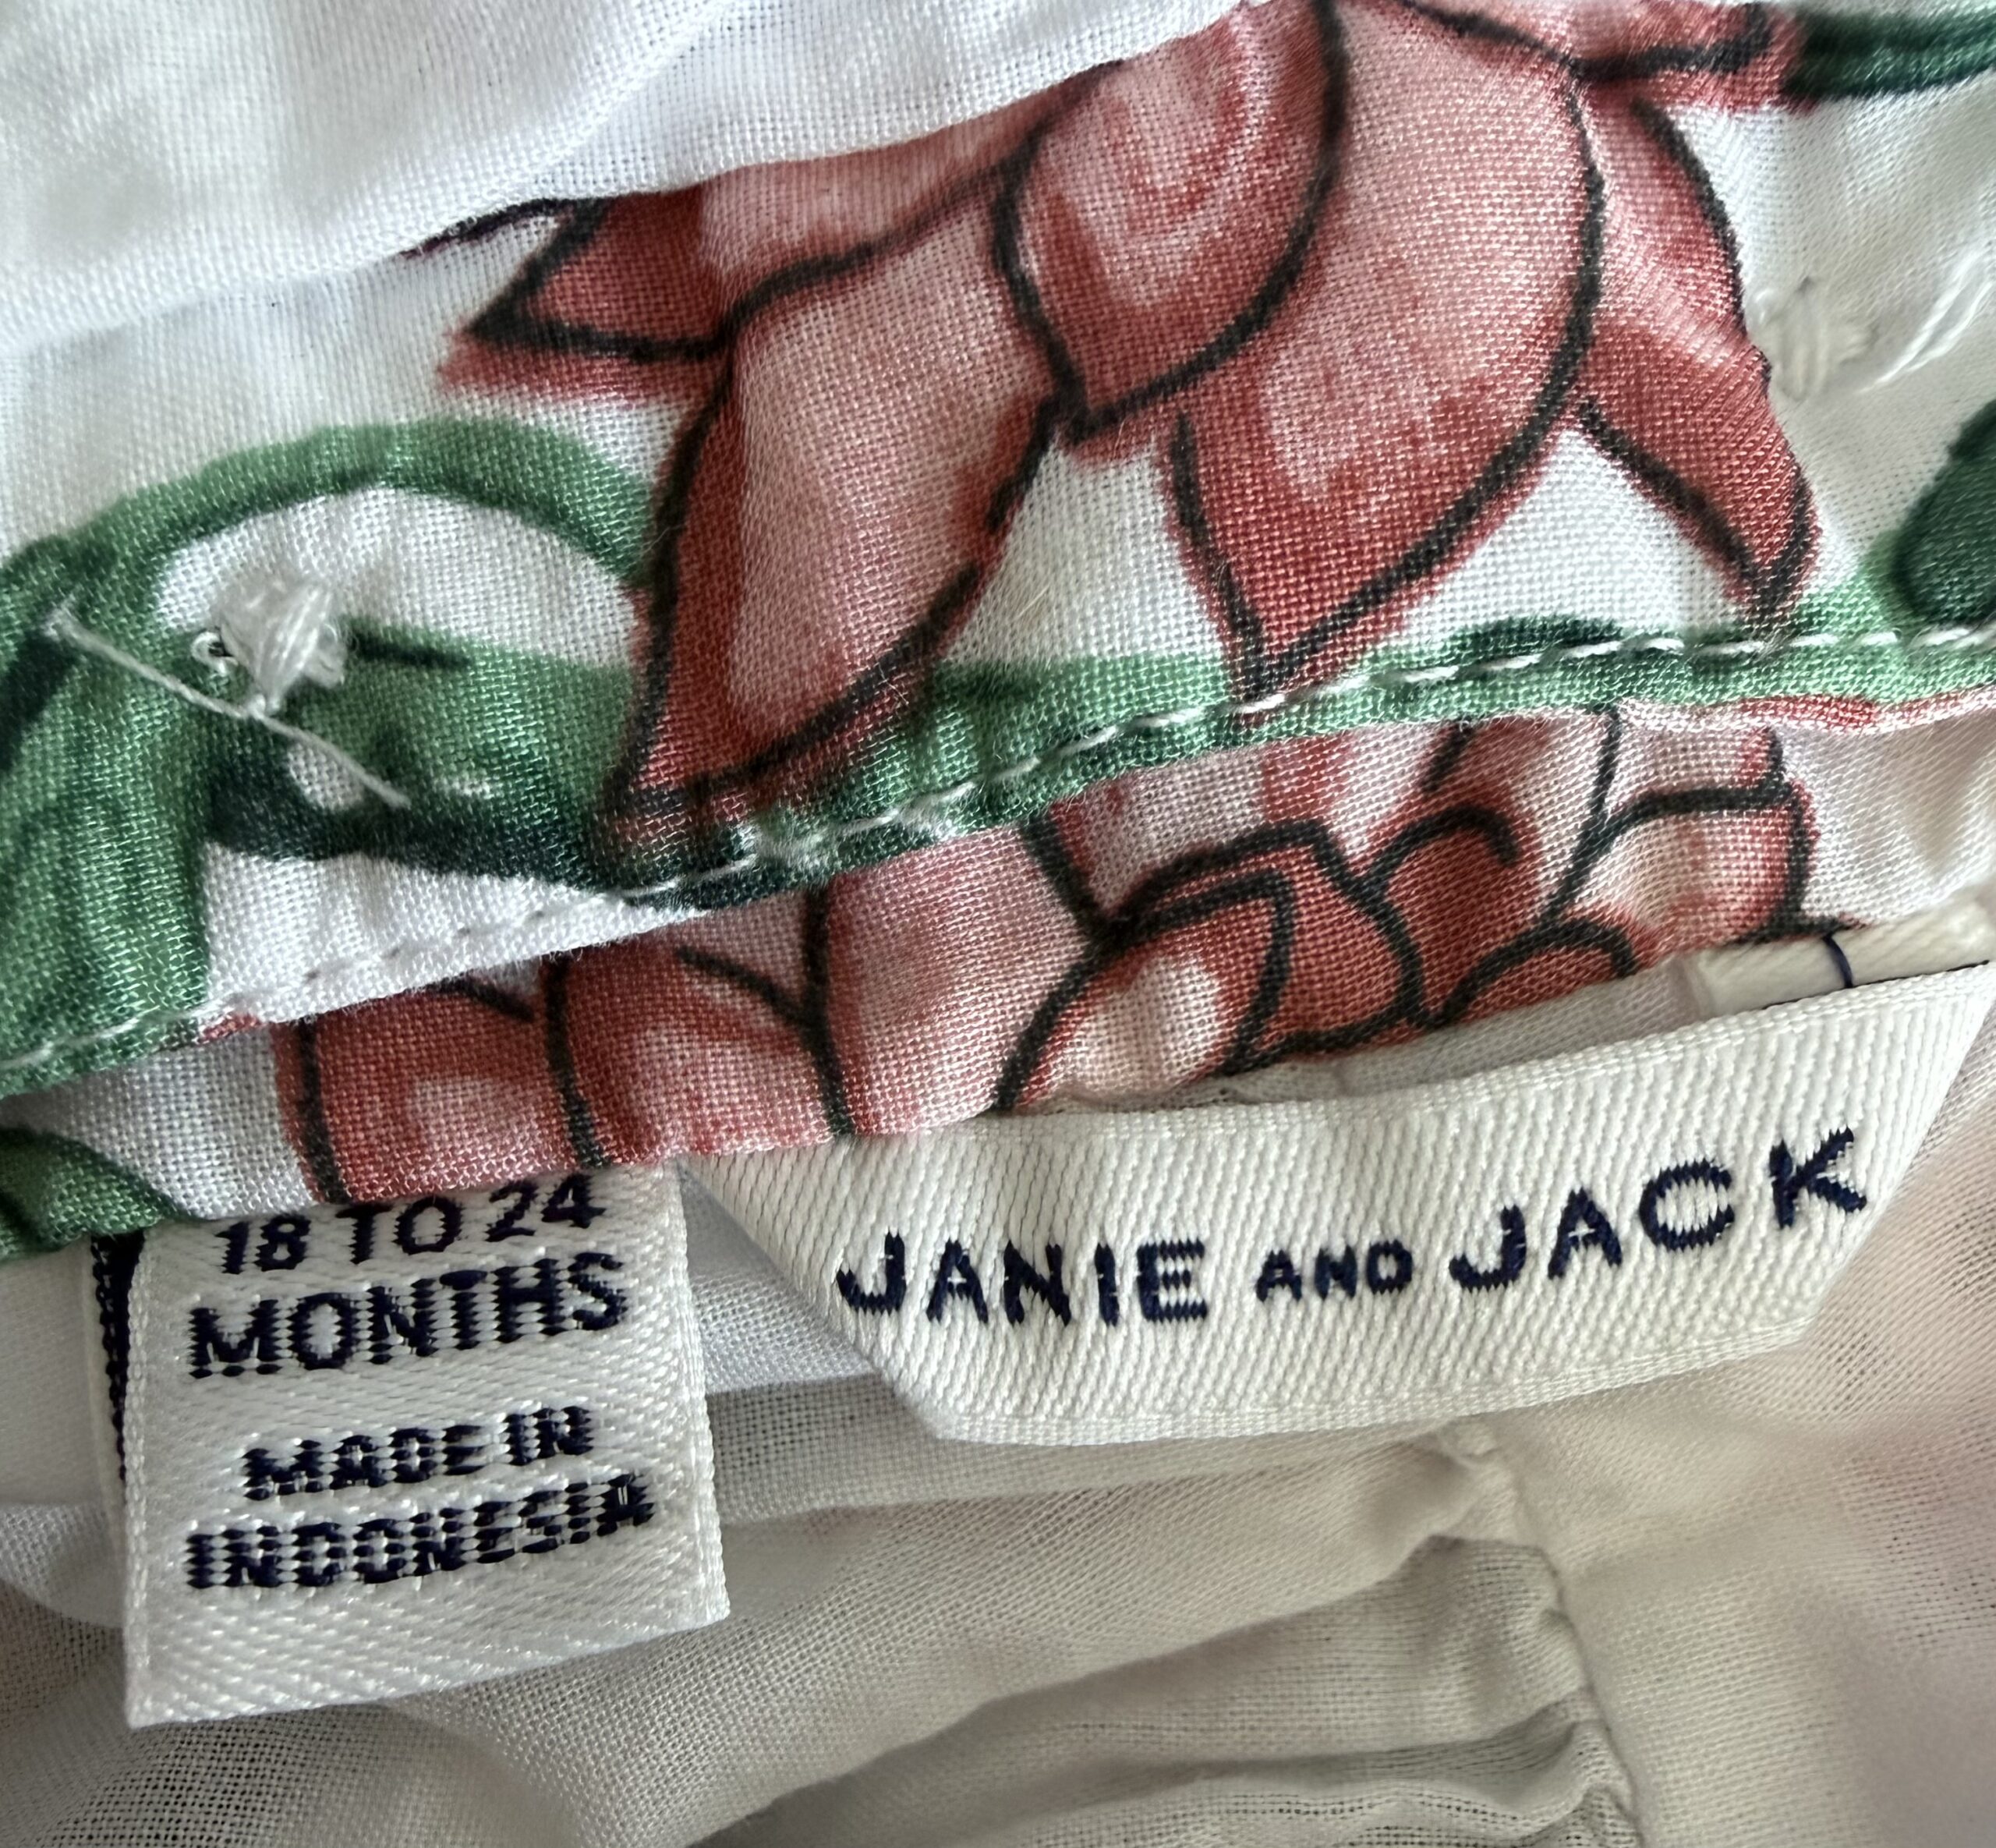 18 TO 24
MONTHS
MADE IN
INDONESIA
JANIE AND JACK